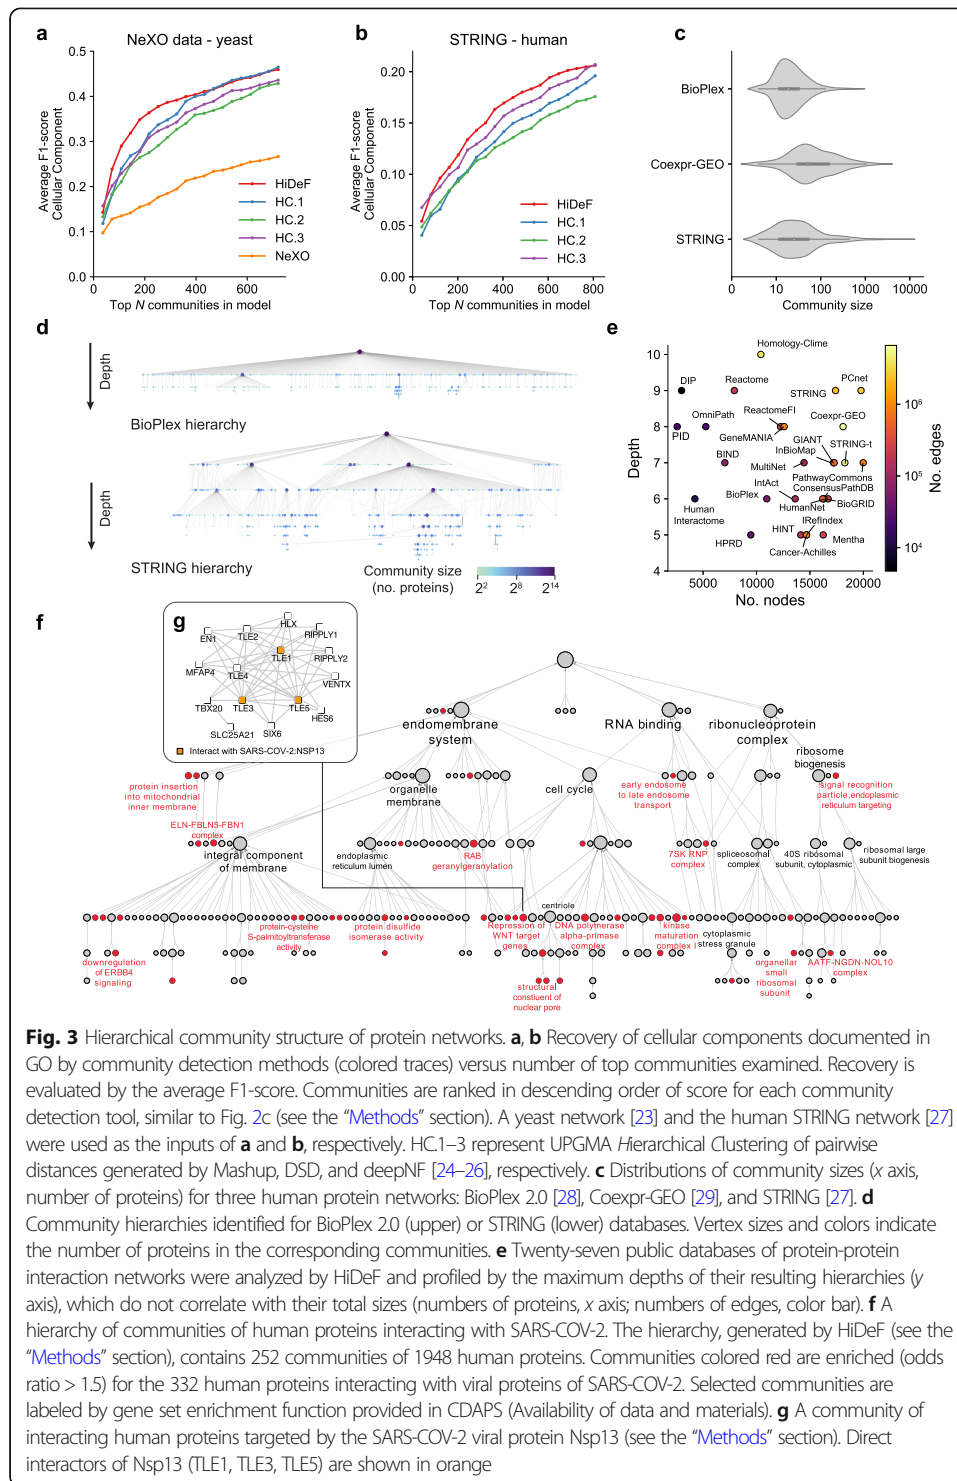 a
NeXO data - yeast
Average F1-score
Cellular Component
0.5
0.4
0.3
0.2
0.1
0.0
0
200
400
600
Top N communities in model
HiDeF
HC.1
HC.2
HC.3
NeXO
b
STRING - human
Average F1-score
Cellular Component
0.20
0.15
0.10
0.05
0.00
0
200
400
600
800
Top N communities in model
HiDeF
HC.1
HC.2
HC.3
c
BioPlex
Coexpr-GEO
STRING
0
10
100
1000
10000
Community size
d
Depth
BioPlex hierarchy
Depth
STRING hierarchy
Community size
(no. proteins)
2² 2⁸ 2¹⁴
e
Depth
10
9
8
7
6
5
4
Homology-Clime
DIP
Reactome
STRING
PCnet
OmniPath
ReactomeFI
Coexpr-GEO
PID
GeneMANIA
GIANT
BIND
InBioMap
STRING-t
MultiNet
PathwayCommons
IntAct
ConsensusPathDB
BioPlex
HumanNet
BioGRID
Human
Interactome
IRefIndex
HINT
HPRD
Mentha
Cancer-Achilles
5000
10000
15000
20000
No. nodes
10⁶
10⁵
10⁴
No. edges
f
g
HLX
EN1
TLE2
RIPPLY1
TLE1
RIPPLY2
MFAP4
TLE4
VENTX
TBX20
TLE3
TLE5
HES6
SLC25A21
SIX6
Interact with SARS-COV-2:NSP13
endomembrane
system
RNA binding
ribonucleoprotein
complex
ribosome
biogenesis
protein insertion
into mitochondrial
inner membrane
organelle
membrane
cell cycle
early endosome
to late endosome
transport
signal recognition
particle,endoplasmic
reticulum targeting
ELN-FBLN5-FBN1
complex
integral component
of membrane
endoplasmic
reticulum lumen
RAB
geranylgeranylation
7SK RNP
complex
spliceosomal
complex
40S ribosomal
subunit, cytoplasmic
ribosomal large
subunit biogenesis
protein-cysteine
S-palmitoyltransferase
activity
protein disulfide
isomerase activity
centriole
Repression of
WNT target
genes
DNA polymerase
alpha-primase
complex
kinase
maturation
complex I
cytoplasmic
stress granule
downregulation
of ERBB4
signaling
structural
constiuent of
nuclear pore
organellar
small
ribosomal
subunit
AATF-NGDN-NOL10
complex
Fig. 3 Hierarchical community structure of protein networks. a, b Recovery of cellular components documented in
GO by community detection methods (colored traces) versus number of top communities examined. Recovery is
evaluated by the average F1-score. Communities are ranked in descending order of score for each community
detection tool, similar to Fig. 2c (see the “Methods” section). A yeast network [23] and the human STRING network [27]
were used as the inputs of a and b, respectively. HC.1–3 represent UPGMA Hierarchical Clustering of pairwise
distances generated by Mashup, DSD, and deepNF [24–26], respectively. c Distributions of community sizes (x axis,
number of proteins) for three human protein networks: BioPlex 2.0 [28], Coexpr-GEO [29], and STRING [27]. d
Community hierarchies identified for BioPlex 2.0 (upper) or STRING (lower) databases. Vertex sizes and colors indicate
the number of proteins in the corresponding communities. e Twenty-seven public databases of protein-protein
interaction networks were analyzed by HiDeF and profiled by the maximum depths of their resulting hierarchies (y
axis), which do not correlate with their total sizes (numbers of proteins, x axis; numbers of edges, color bar). f A
hierarchy of communities of human proteins interacting with SARS-COV-2. The hierarchy, generated by HiDeF (see the
“Methods” section), contains 252 communities of 1948 human proteins. Communities colored red are enriched (odds
ratio > 1.5) for the 332 human proteins interacting with viral proteins of SARS-COV-2. Selected communities are
labeled by gene set enrichment function provided in CDAPS (Availability of data and materials). g A community of
interacting human proteins targeted by the SARS-COV-2 viral protein Nsp13 (see the “Methods” section). Direct
interactors of Nsp13 (TLE1, TLE3, TLE5) are shown in orange